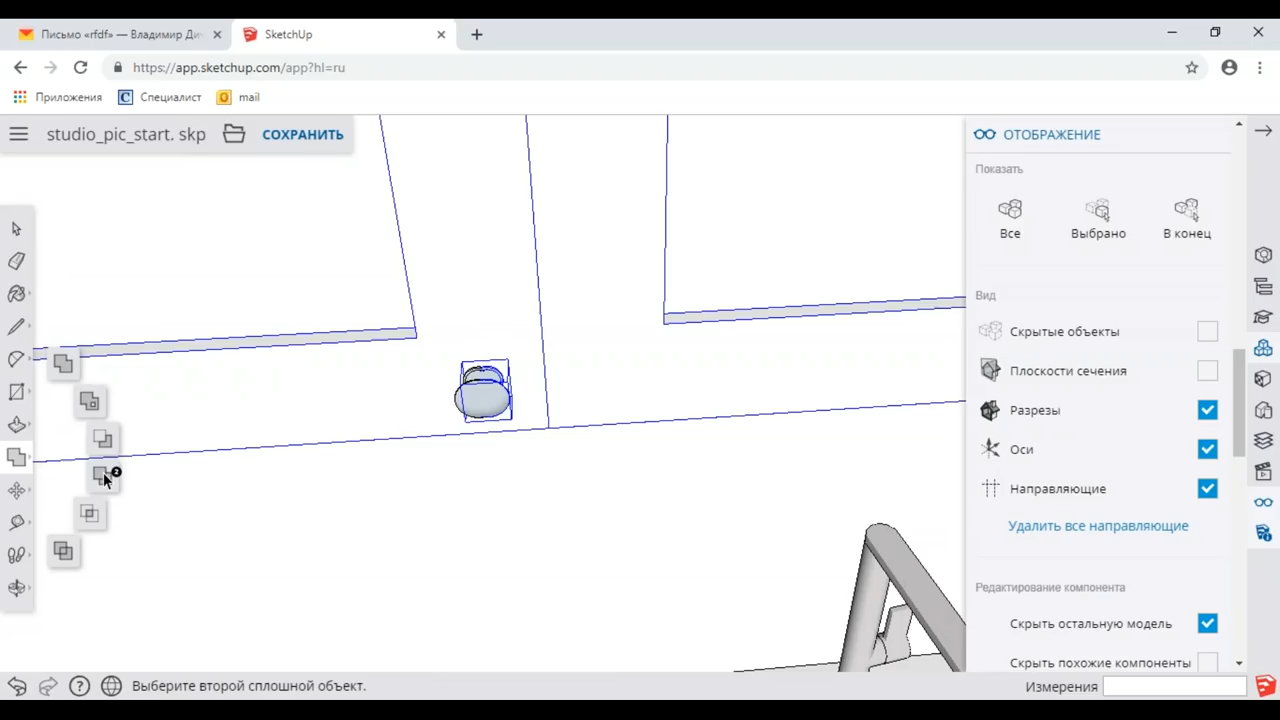 Письмо «rfdf» — Владимир Дич
SketchUp
https://app.sketchup.com/app?hl=ru
Приложения
C Специалист
mail
studio_pic_start. skp
СОХРАНИТЬ
ОТОБРАЖЕНИЕ
Показать
Все
Выбрано
В конец
Вид
Скрытые объекты
Плоскости сечения
Разрезы
Оси
Направляющие
Удалить все направляющие
Редактирование компонента
Скрыть остальную модель
Скрыть похожие компоненты
2
Выберите второй сплошной объект.
Измерения